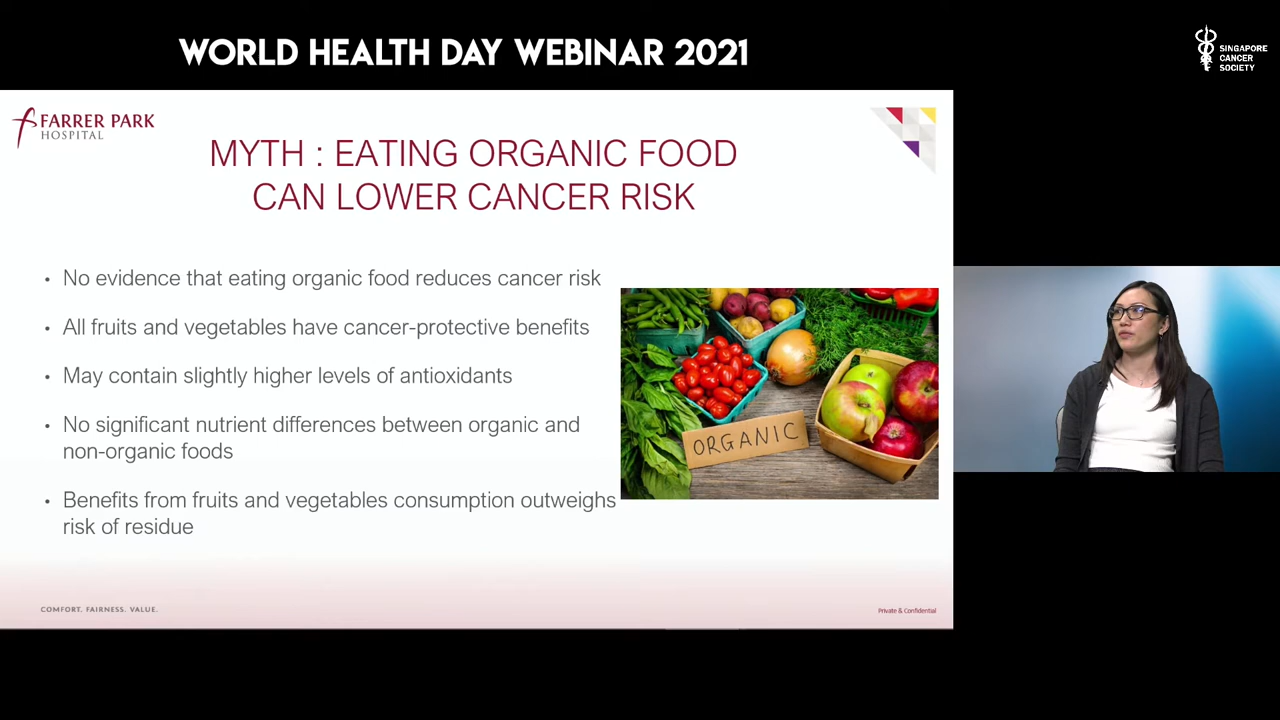 WORLD HEALTH DAY WEBINAR 2021
SINGAPORE
CANCER
SOCIETY
FARRER PARK
HOSPITAL
MYTH : EATING ORGANIC FOOD
CAN LOWER CANCER RISK
• No evidence that eating organic food reduces cancer risk
• All fruits and vegetables have cancer-protective benefits
• May contain slightly higher levels of antioxidants
• No significant nutrient differences between organic and
non-organic foods
• Benefits from fruits and vegetables consumption outweighs
risk of residue
ORGANIC
COMFORT. FAIRNESS. VALUE.
Private & Confidential